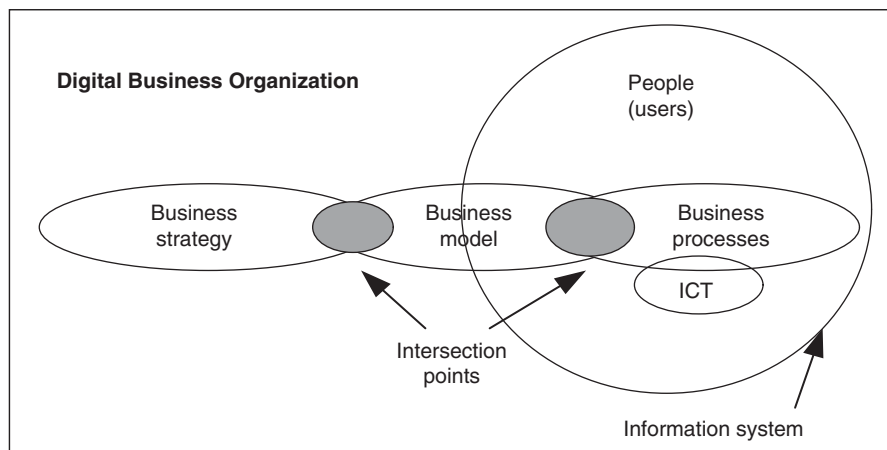 Digital Business Organization
People
(users)
Business
strategy
Business
model
Business
processes
ICT
Intersection
points
Information system